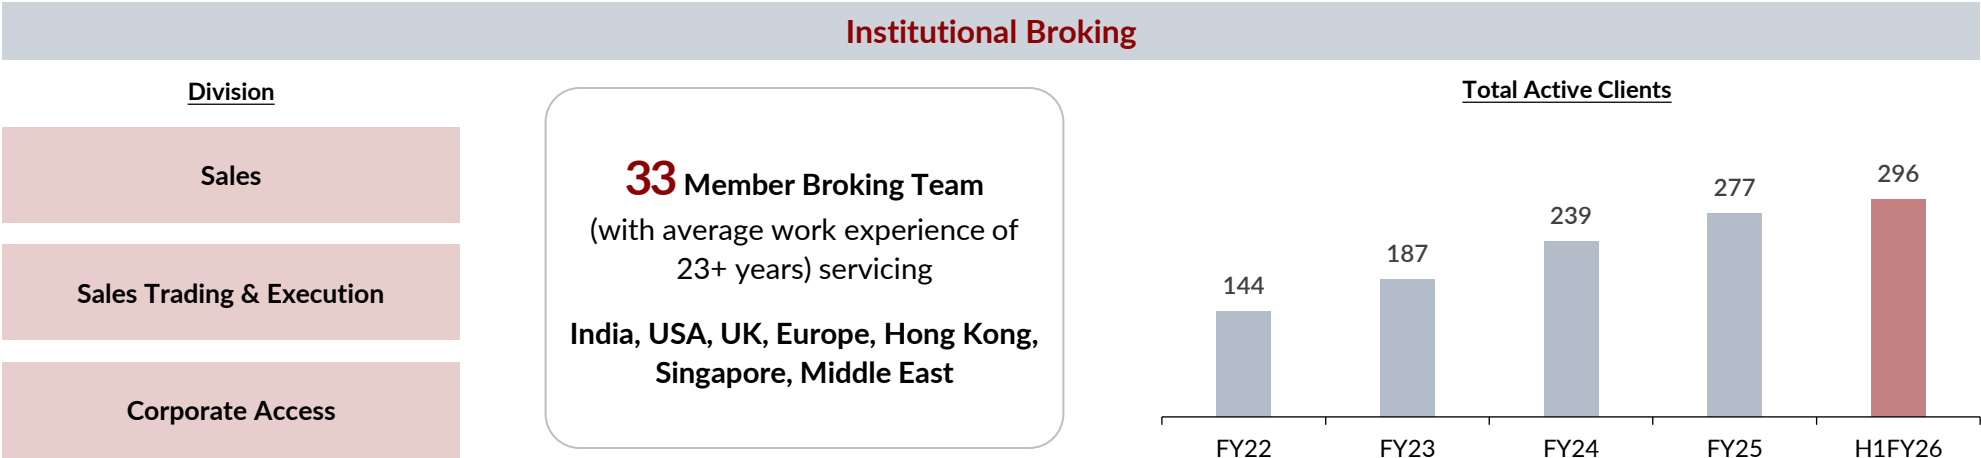 Institutional Broking
Division
Sales
Sales Trading & Execution
Corporate Access
33 Member Broking Team
(with average work experience of
23+ years) servicing
India, USA, UK, Europe, Hong Kong,
Singapore, Middle East
Total Active Clients
144
187
239
277
296
FY22
FY23
FY24
FY25
H1FY26